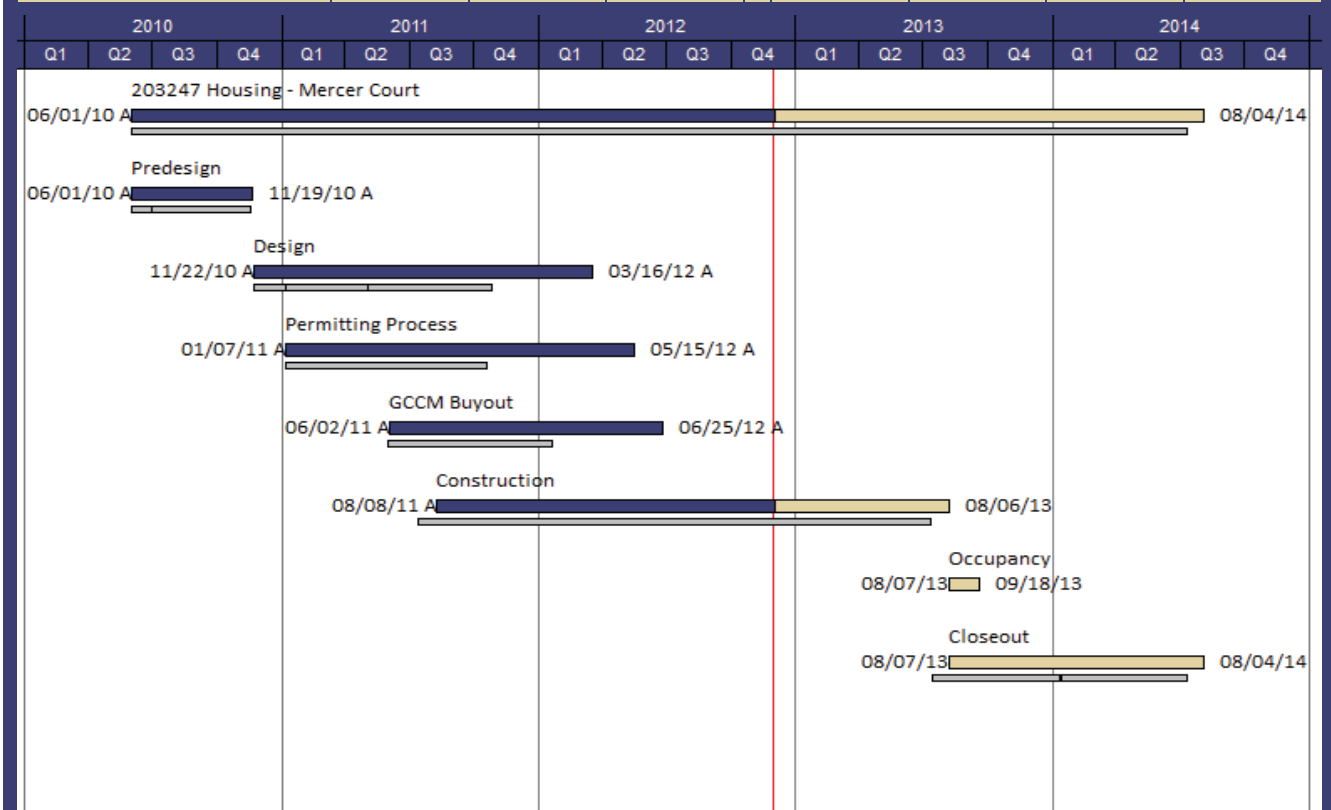 2010 2011 2012 2013 2014
Q1 Q2 Q3 Q4 Q1 Q2 Q3 Q4 Q1 Q2 Q3 Q4 Q1 Q2 Q3 Q4 Q1 Q2 Q3 Q4
203247 Housing - Mercer Court
06/01/10 A 08/04/14
Predesign
06/01/10 A 11/19/10 A
Design
11/22/10 A 03/16/12 A
Permitting Process
01/07/11 A 05/15/12 A
GCCM Buyout
06/02/11 A 06/25/12 A
Construction
08/08/11 A 08/06/13
Occupancy
08/07/13 09/18/13
Closeout
08/07/13 08/04/14